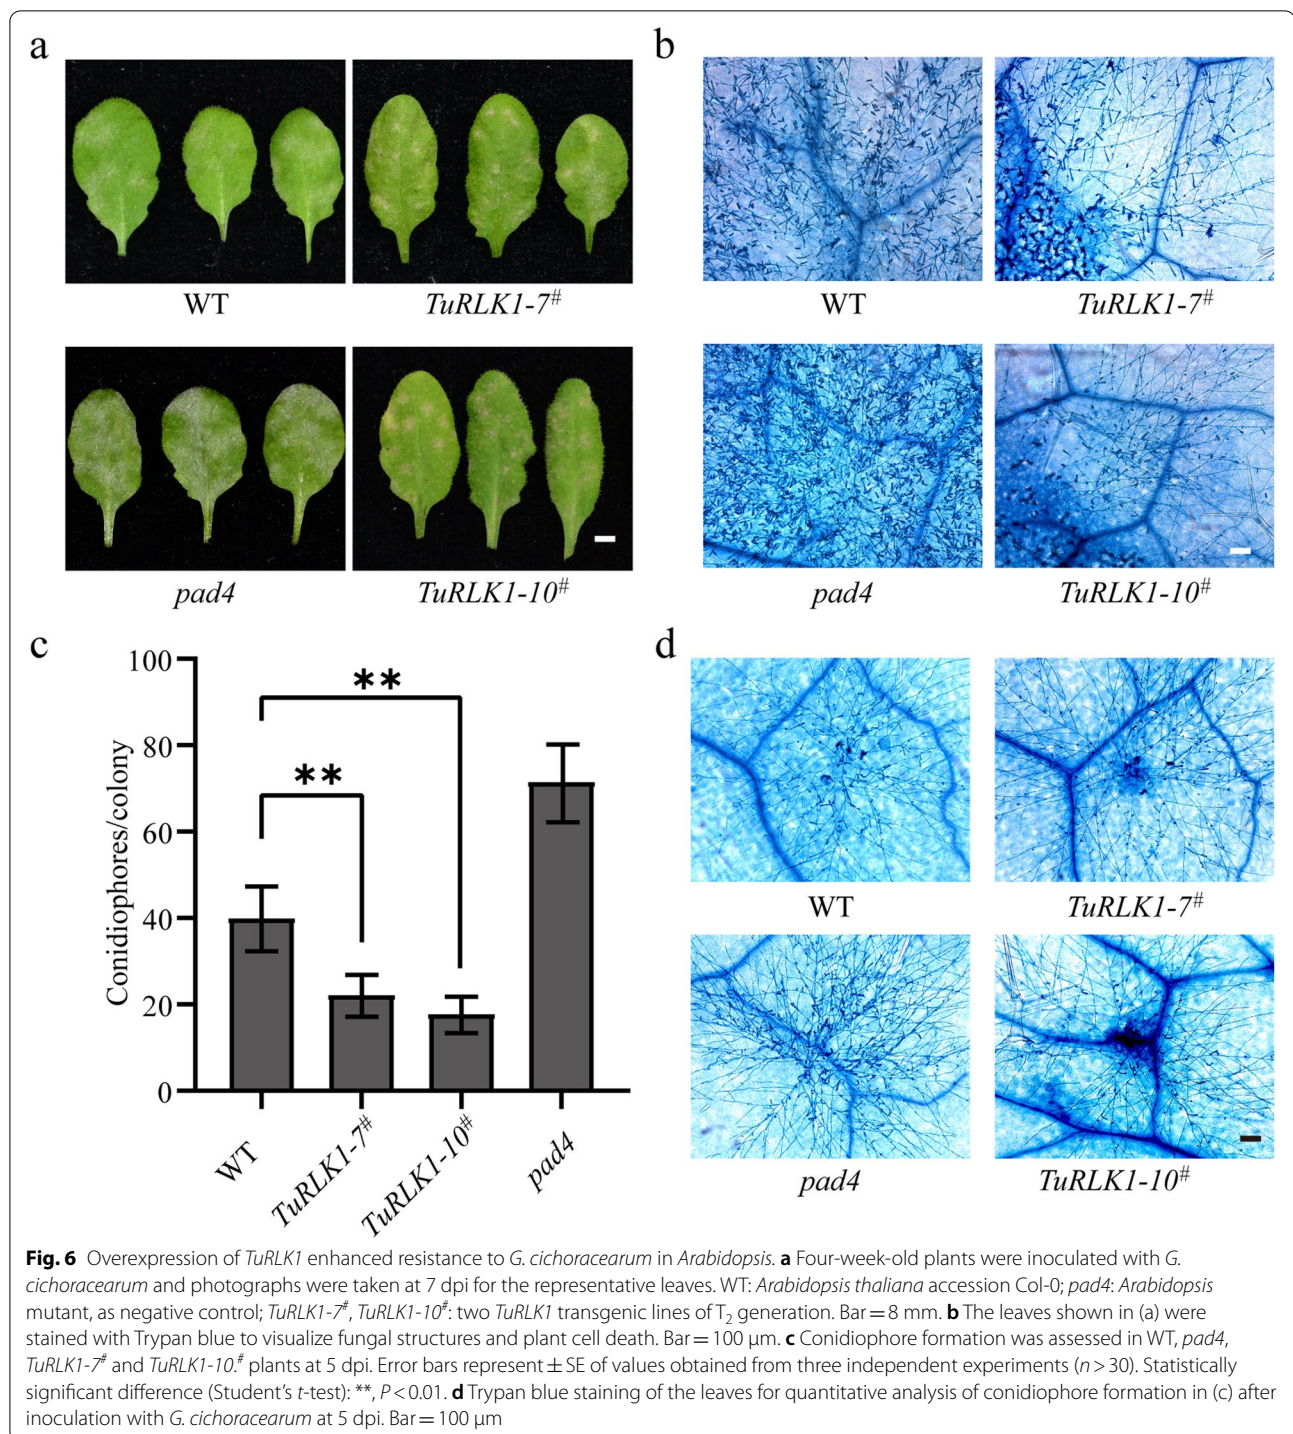 a
WT
TuRLK1-7#
pad4
TuRLK1-10#
b
WT
TuRLK1-7#
pad4
TuRLK1-10#
c
100
80
60
40
20
0
Conidiophores/colony
**
**
WT
TuRLK1-7#
TuRLK1-10#
pad4
d
WT
TuRLK1-7#
pad4
TuRLK1-10#
Fig. 6 Overexpression of TuRLK1 enhanced resistance to G. cichoracearum in Arabidopsis. a Four-week-old plants were inoculated with G.
cichoracearum and photographs were taken at 7 dpi for the representative leaves. WT: Arabidopsis thaliana accession Col-0; pad4: Arabidopsis
mutant, as negative control; TuRLK1-7#, TuRLK1-10#: two TuRLK1 transgenic lines of T2 generation. Bar = 8 mm. b The leaves shown in (a) were
stained with Trypan blue to visualize fungal structures and plant cell death. Bar = 100 μm. c Conidiophore formation was assessed in WT, pad4,
TuRLK1-7# and TuRLK1-10.# plants at 5 dpi. Error bars represent ± SE of values obtained from three independent experiments (n > 30). Statistically
significant difference (Student's t-test): **, P < 0.01. d Trypan blue staining of the leaves for quantitative analysis of conidiophore formation in (c) after
inoculation with G. cichoracearum at 5 dpi. Bar = 100 μm